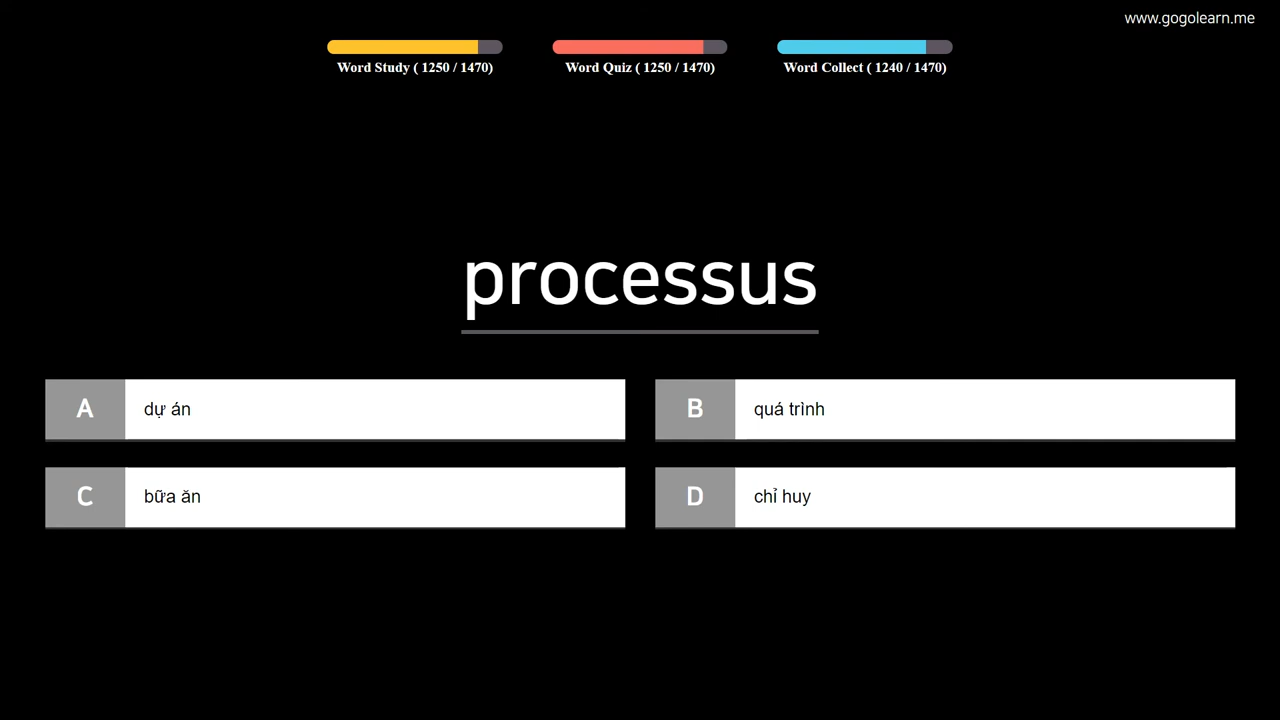 www.gogolearn.me
Word Study ( 1250 / 1470)
Word Quiz ( 1250 / 1470)
Word Collect ( 1240 / 1470)
processus
A dự án
B quá trình
C bữa ăn
D chỉ huy